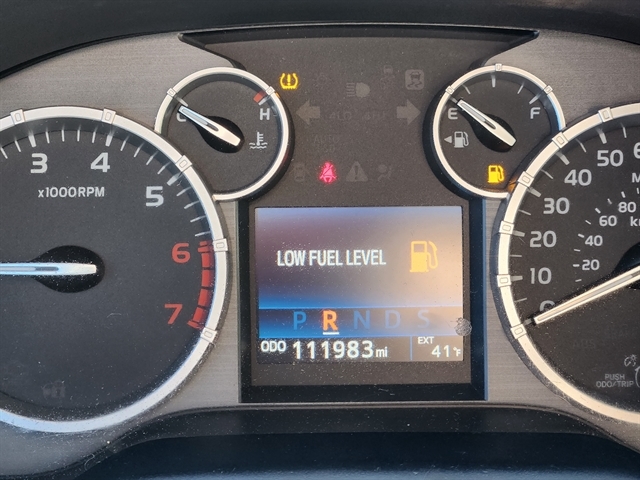 C H
E F
3 4 5 6 7
x1000RPM
LOW FUEL LEVEL
P R N D S
ODO 111983 mi
EXT 41°F
50
40
30
20
10
0
80
60
40
20
PUSH
ODO/TRIP